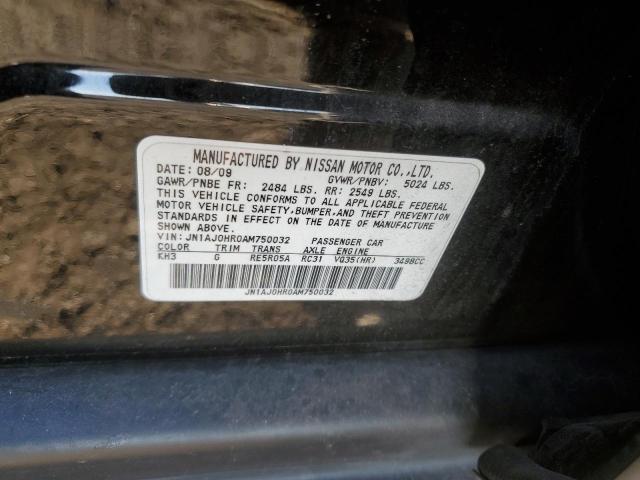 MANUFACTURED BY NISSAN MOTOR CO.,LTD.
DATE: 08/09 GVWR/PNBV: 5024 LBS.
GAWR/PNBE FR: 2484 LBS. RR: 2549 LBS.
THIS VEHICLE CONFORMS TO ALL APPLICABLE FEDERAL
MOTOR VEHICLE SAFETY, BUMPER, AND THEFT PREVENTION
STANDARDS IN EFFECT ON THE DATE OF MANUFACTURE
SHOWN ABOVE.
VIN: JN1AJ0HR0AM750032 PASSENGER CAR
COLOR TRIM TRANS AXLE ENGINE
KH3 G RE5R05A RC31 VQ35(HR) 3498CC
JN1AJ0HR0AM750032